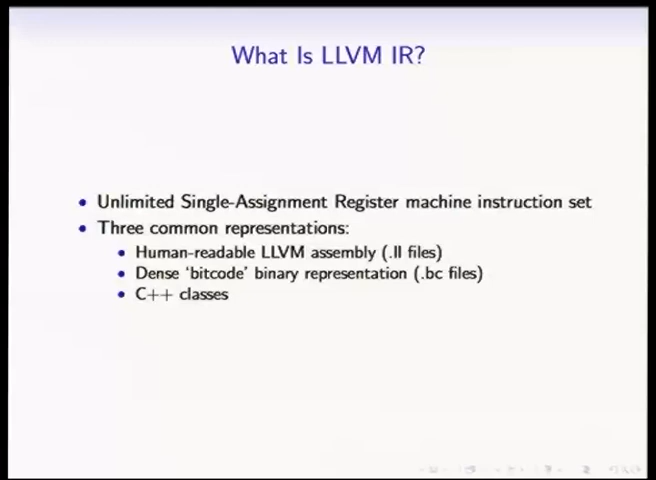 What Is LLVM IR?
• Unlimited Single-Assignment Register machine instruction set
• Three common representations:
• Human-readable LLVM assembly (.ll files)
• Dense ‘bitcode’ binary representation (.bc files)
• C++ classes